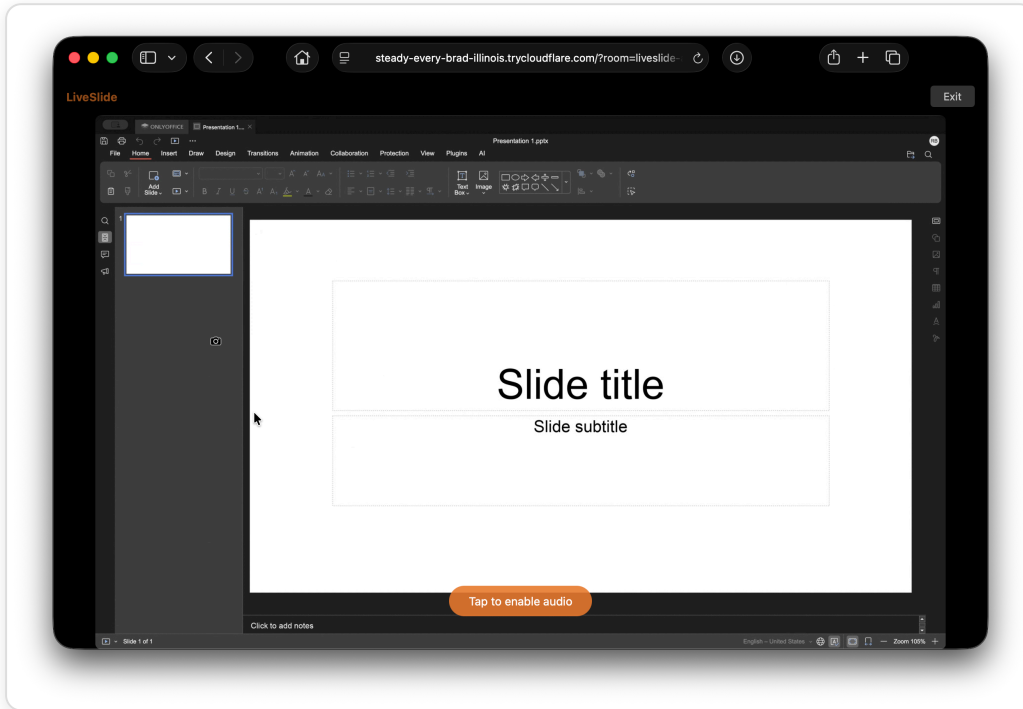 steady-every-brad-illinois.trycloudflare.com/?room=liveslide-
LiveSlide
Exit
ONLYOFFICE
Presentation 1...
Presentation 1.pptx
RB
File Home Insert Draw Design Transitions Animation Collaboration Protection View Plugins AI
Add Slide
Text Box
Image
1
Slide title
Slide subtitle
Tap to enable audio
Click to add notes
Slide 1 of 1
English – United States
Zoom 105%